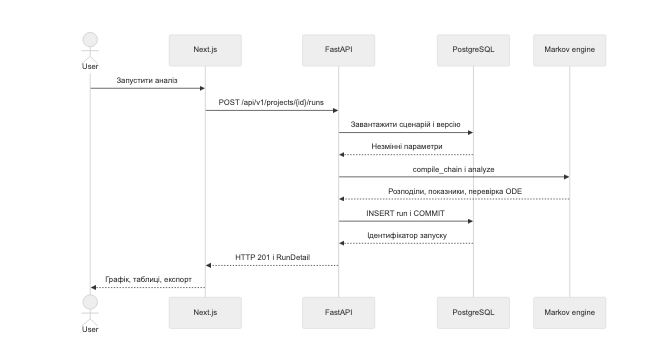 User
Next.js
FastAPI
PostgreSQL
Markov engine
Запустити аналіз
POST /api/v1/projects/{id}/runs
Завантажити сценарій і версію
Незмінні параметри
compile_chain і analyze
Розподіли, показники, перевірка ODE
INSERT run і COMMIT
Ідентифікатор запуску
HTTP 201 і RunDetail
Графік, таблиці, експорт
User
Next.js
FastAPI
PostgreSQL
Markov engine